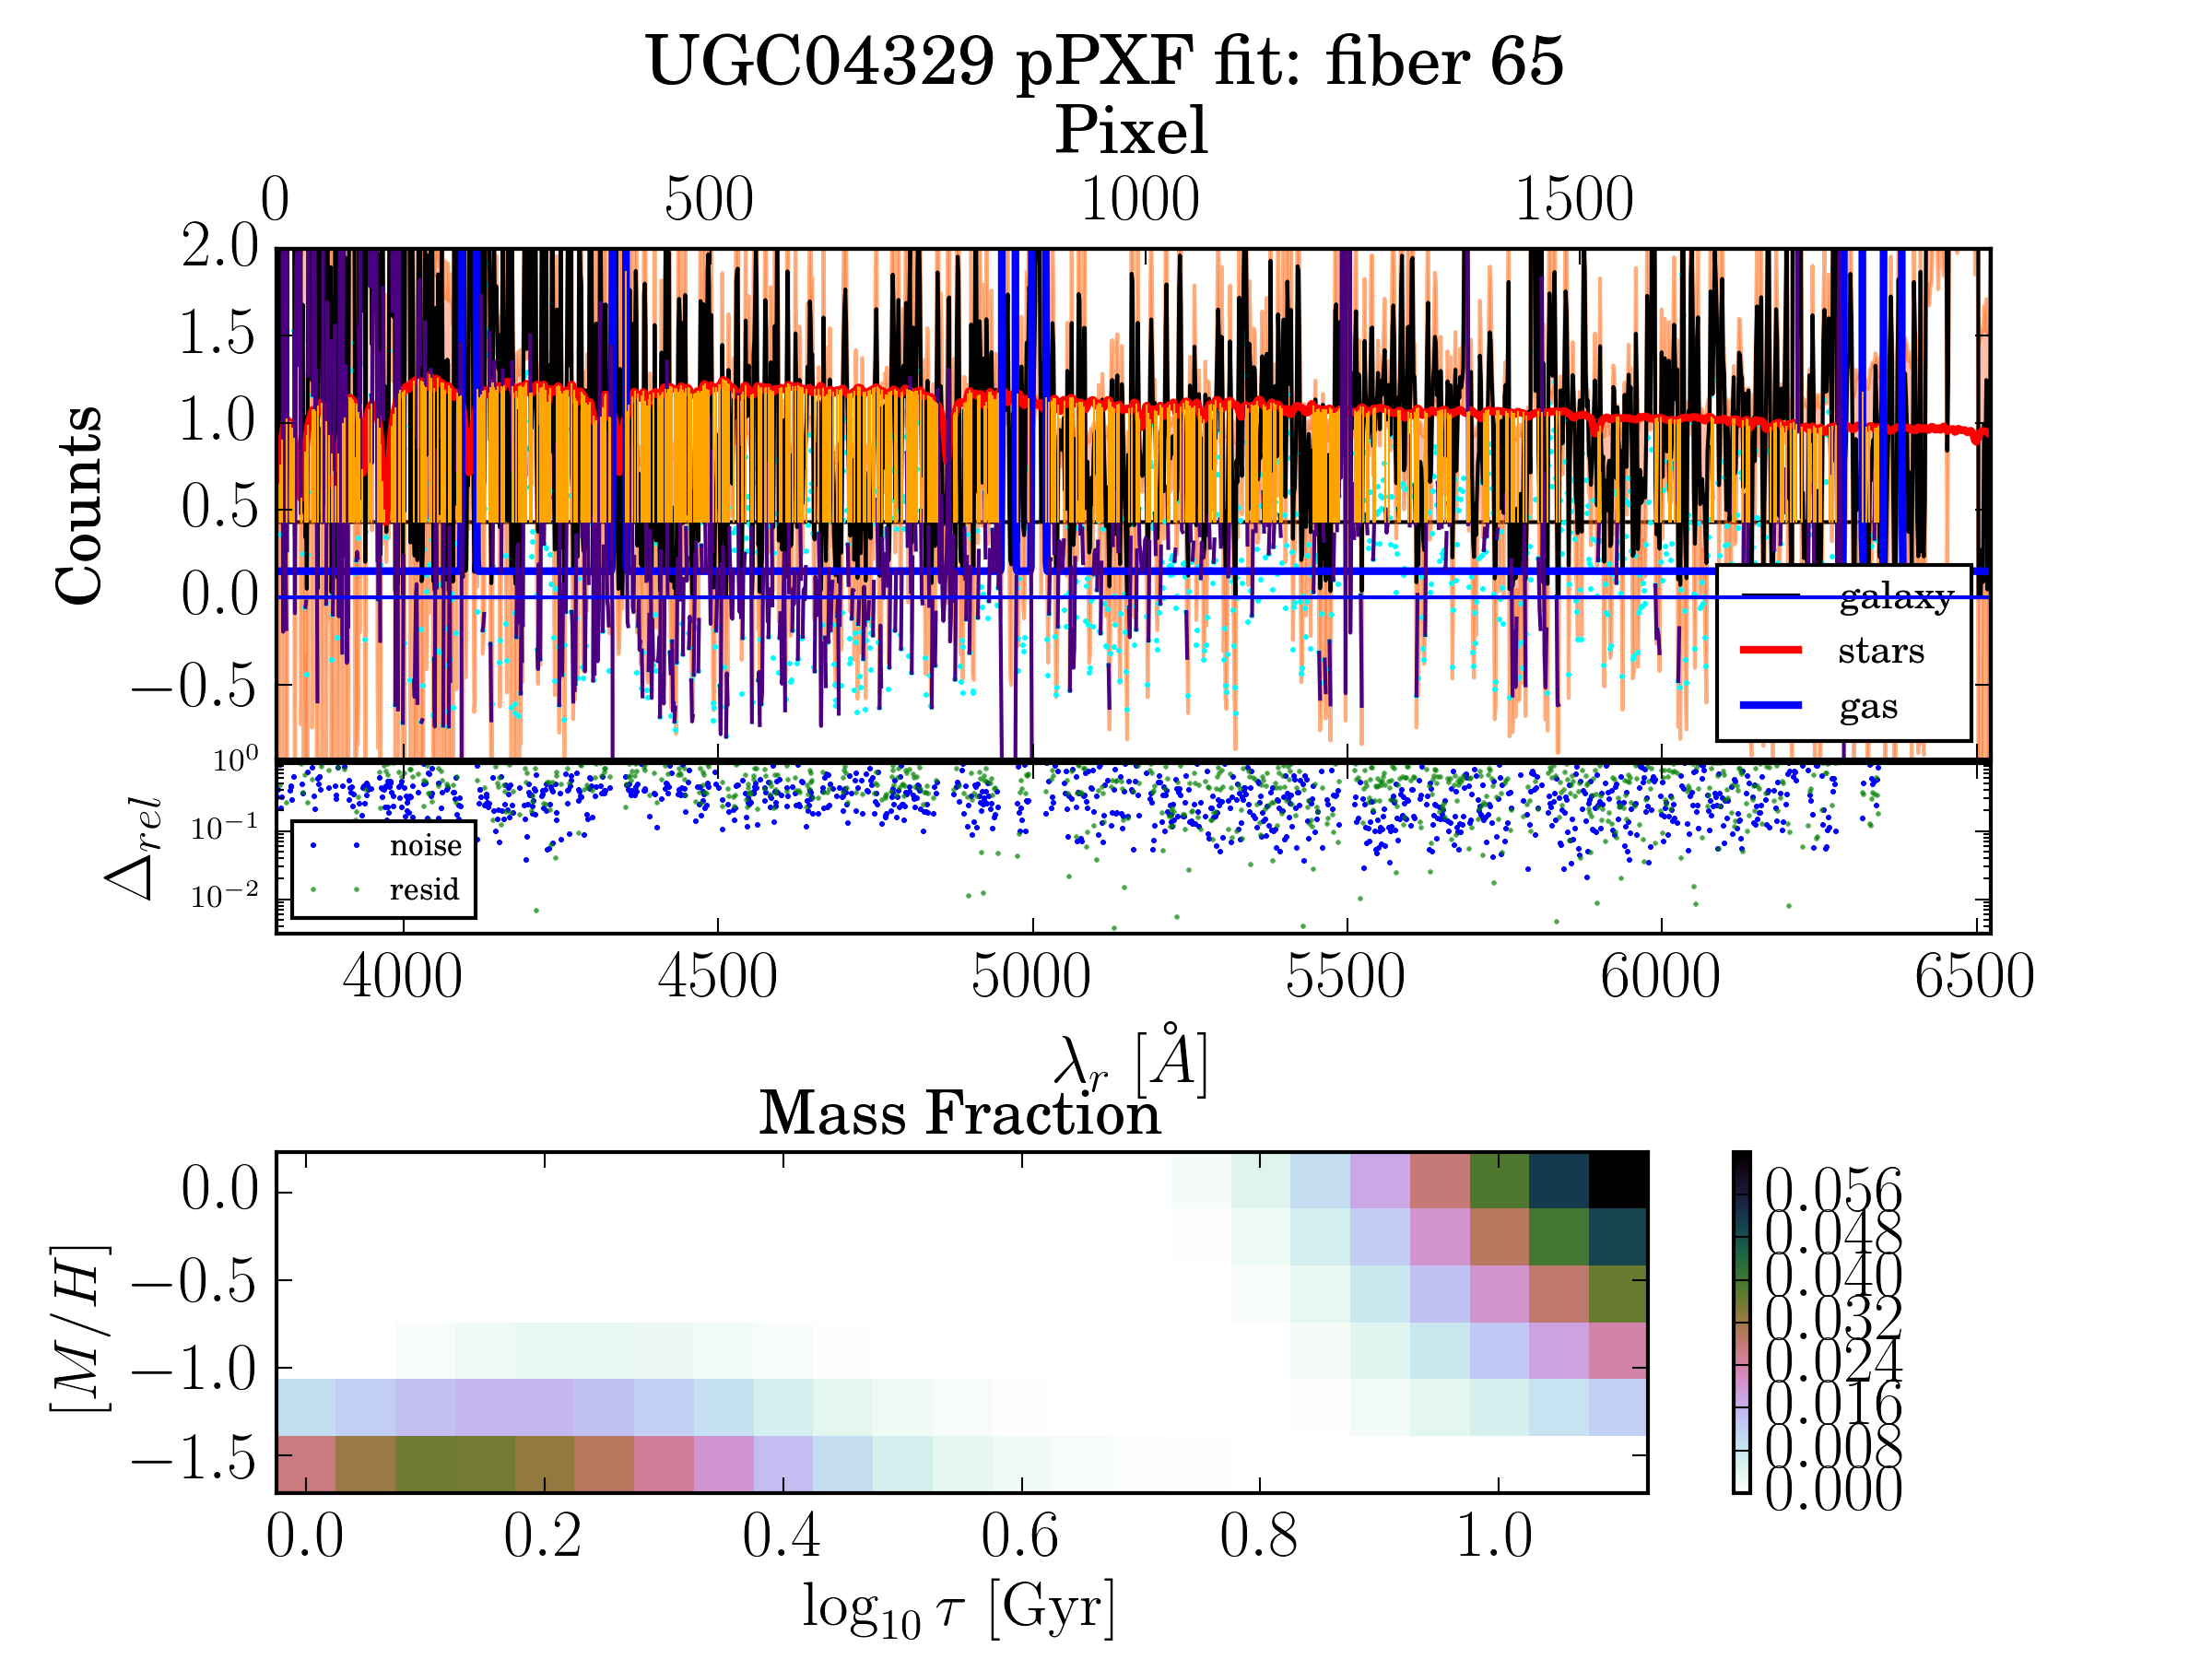 UGC04329 pPXF fit: fiber 65
Pixel
0 500 1000 1500
2.0
1.5
1.0
0.5
0.0
−0.5
Counts
galaxy
stars
gas
10^0
10^−1
10^−2
Δ_rel
noise
resid
4000 4500 5000 5500 6000 6500
λ_r [Å]
Mass Fraction
0.0
−0.5
−1.0
−1.5
[M/H]
0.056
0.048
0.040
0.032
0.024
0.016
0.008
0.000
0.0 0.2 0.4 0.6 0.8 1.0
log_10 τ [Gyr]